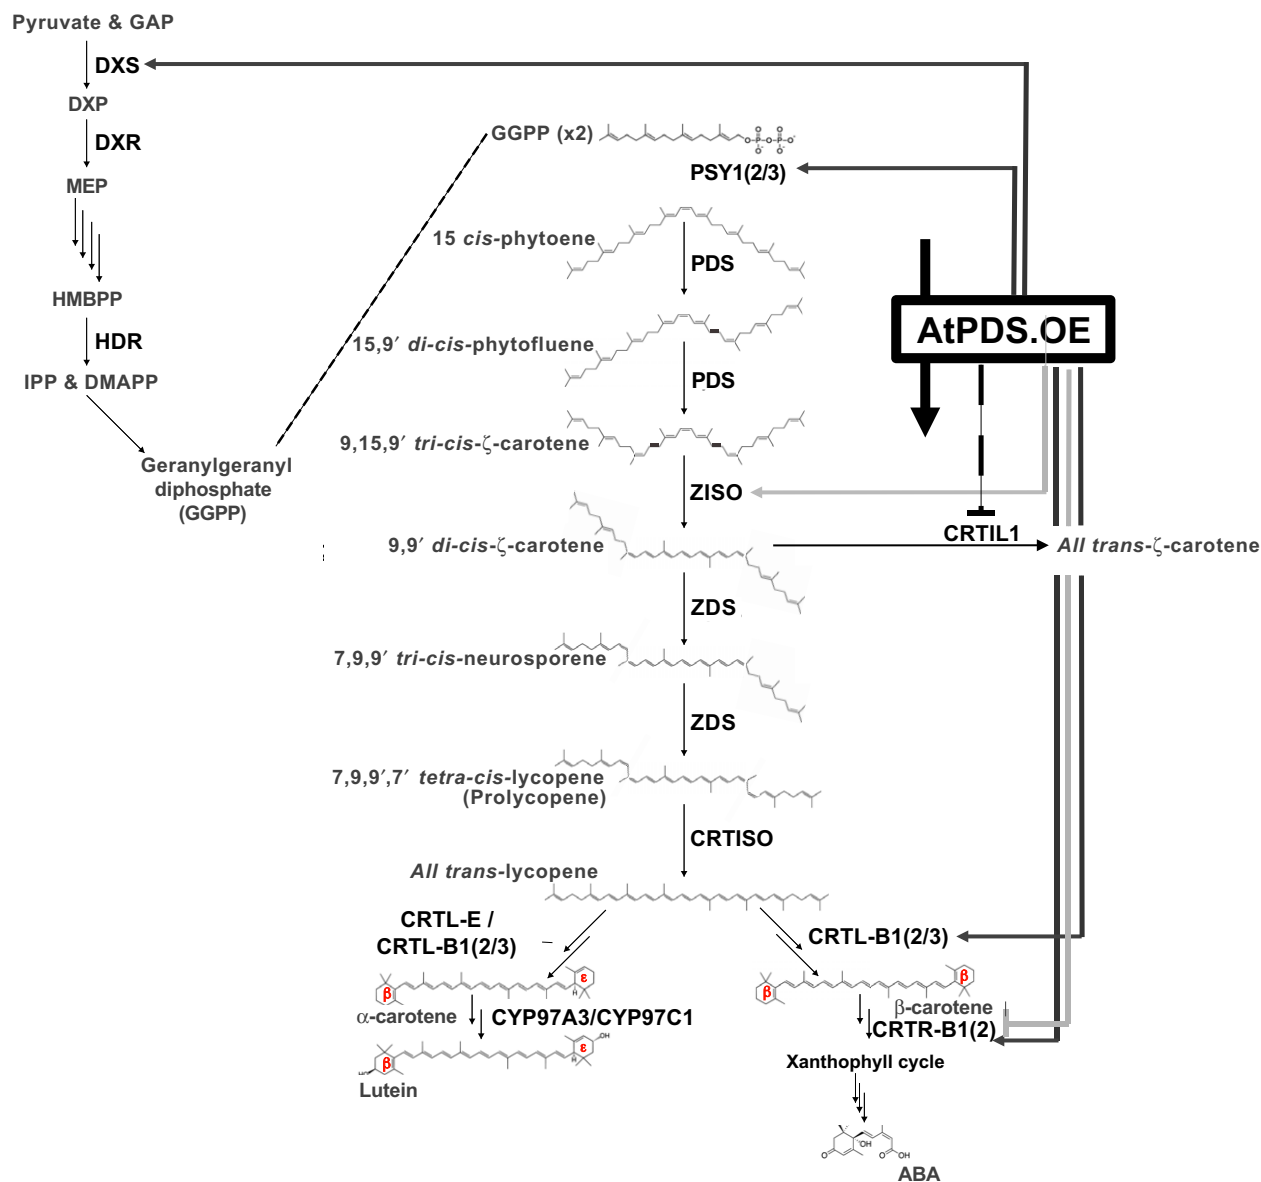 Pyruvate & GAP
DXS
DXP
DXR
MEP
HMBPP
HDR
IPP & DMAPP
Geranylgeranyl
diphosphate
(GGPP)
GGPP (x2)
PSY1(2/3)
15 cis-phytoene
PDS
15,9′ di-cis-phytofluene
PDS
AtPDS.OE
9,15,9′ tri-cis-ζ-carotene
ZISO
CRTIL1
9,9′ di-cis-ζ-carotene
All trans-ζ-carotene
ZDS
7,9,9′ tri-cis-neurosporene
ZDS
7,9,9′,7′ tetra-cis-lycopene
(Prolycopene)
CRTISO
All trans-lycopene
CRTL-E /
CRTL-B1(2/3)
CRTL-B1(2/3)
β
ε
H
β
β
α-carotene
CYP97A3/CYP97C1
β-carotene
CRTR-B1(2)
β
ε
H
OH
Lutein
Xanthophyll cycle
O
OH
O
OH
ABA